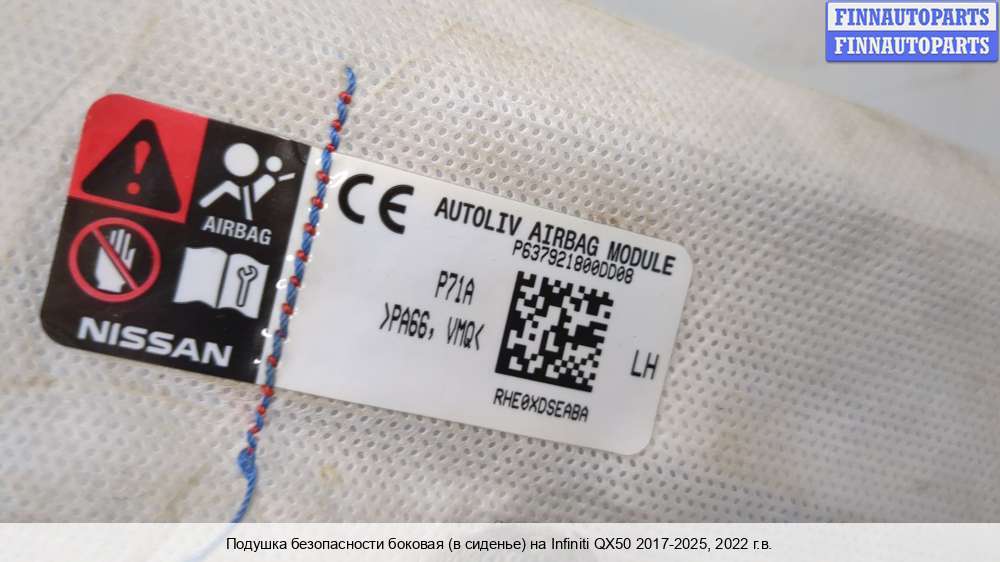 FINNAUTOPARTS
FINNAUTOPARTS
AIRBAG
NISSAN
CE
AUTOLIV AIRBAG MODULE
P637921800DD08
P71A
>PA66, VMQ<
LH
RHE0XDSEABA
Подушка безопасности боковая (в сиденье) на Infiniti QX50 2017-2025, 2022 г.в.